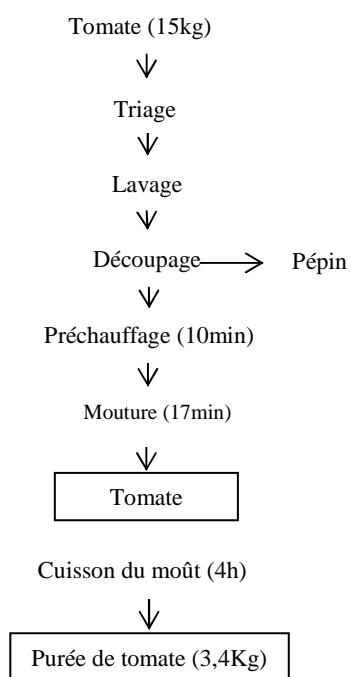 Tomate (15kg)
Triage
Lavage
Découpage Pépin
Préchauffage (10min)
Mouture (17min)
Tomate
Cuisson du moût (4h)
Purée de tomate (3,4Kg)